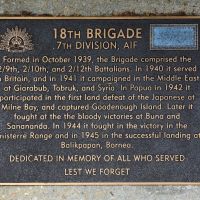 18TH BRIGADE
7TH DIVISION, AIF
Formed in October 1939, the Brigade comprised the
2/9th, 2/10th, and 2/12th Battalions. In 1940 it served
in Britain, and in 1941 it campaigned in the Middle East
at Giarabub, Tobruk, and Syria. In Papua in 1942 it
participated in the first land defeat of the Japanese at
Milne Bay, and captured Goodenough Island. Later it
fought at the the bloody victories at Buna and
Sanananda. In 1944 it fought in the victory in the
Finisterre Range and in 1945 in the successful landing at
Balikpapan, Borneo.
DEDICATED IN MEMORY OF ALL WHO SERVED
LEST WE FORGET